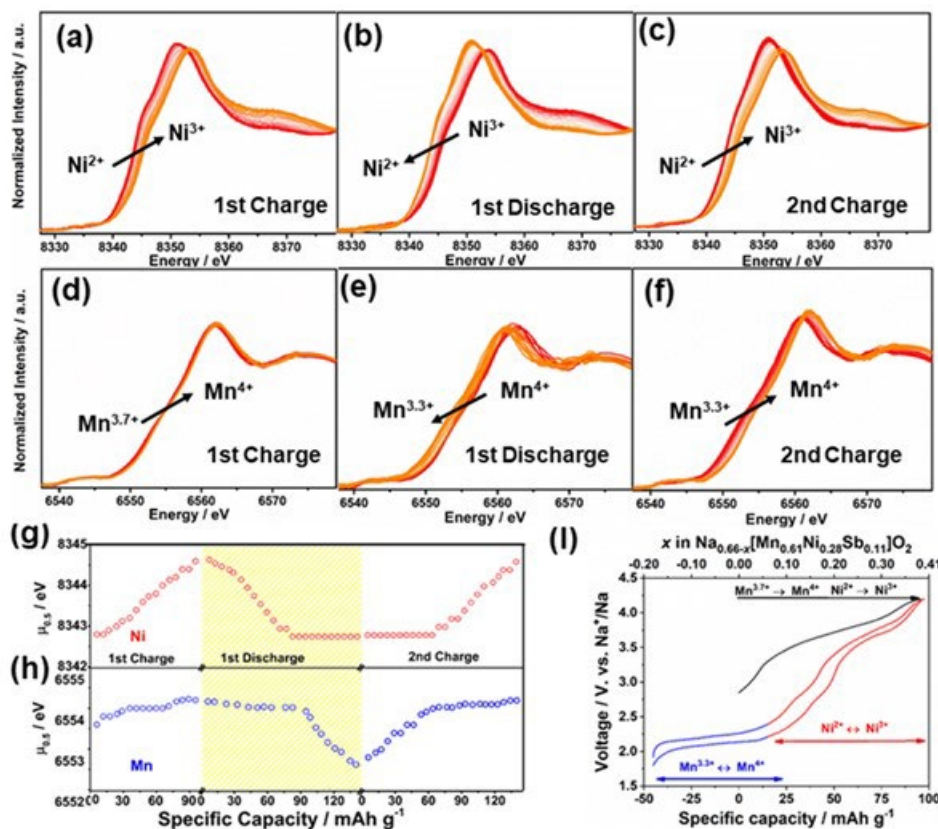 (a)
(b)
(c)
Normalized Intensity / a.u.
Ni2+
Ni3+
1st Charge
8330 8340 8350 8360 8370
Energy / eV
Ni2+
Ni3+
1st Discharge
8330 8340 8350 8360 8370
Energy / eV
Ni2+
Ni3+
2nd Charge
8330 8340 8350 8360 8370
Energy / eV
(d)
(e)
(f)
Normalized Intensity / a.u.
Mn3.7+
Mn4+
1st Charge
6540 6550 6560 6570
Energy / eV
Mn3.3+
Mn4+
1st Discharge
6540 6550 6560 6570
Energy / eV
Mn3.3+
Mn4+
2nd Charge
6540 6550 6560 6570
Energy / eV
(g)
8345
8344
8343
8342
μ0.5 / eV
Ni
1st Charge
1st Discharge
2nd Charge
(h)
6555
6554
6553
6552
μ0.5 / eV
Mn
0 30 60 90 0 30 60 90 120 0 30 60 90 120
Specific Capacity / mAh g-1
(I)
x in Na0.66-x[Mn0.61Ni0.28Sb0.11]O2
-0.20 -0.10 0.00 0.10 0.20 0.30 0.41
Mn3.7+ → Mn4+ Ni2+ → Ni3+
4.5
4.0
3.5
3.0
2.5
2.0
1.5
Voltage / V. vs. Na+/Na
Ni2+ ↔ Ni3+
Mn3.3+ ↔ Mn4+
-50 -25 0 25 50 75 100
Specific capacity / mAh g-1